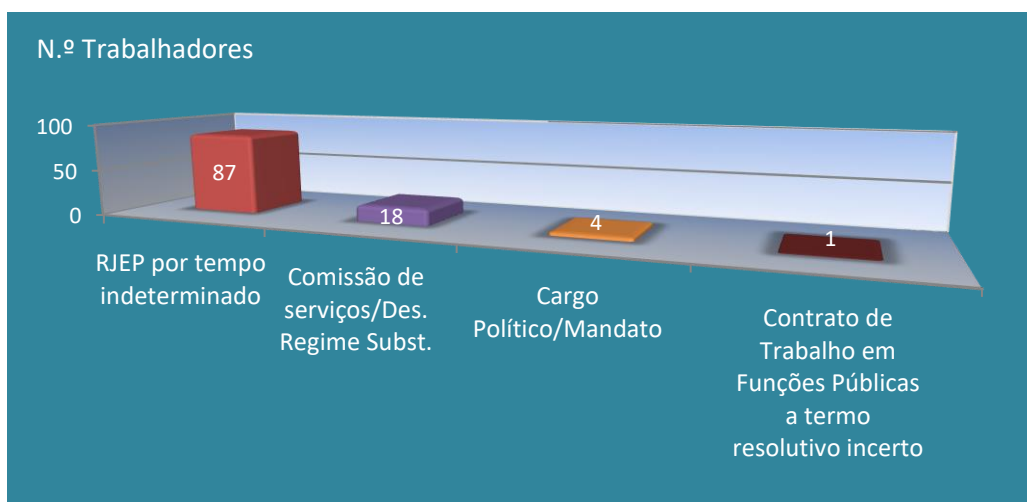 N.º Trabalhadores
100
50
0
87
18
4
1
RJEP por tempo
indeterminado
Comissão de
serviços/Des.
Regime Subst.
Cargo
Político/Mandato
Contrato de
Trabalho em
Funções Públicas
a termo
resolutivo incerto